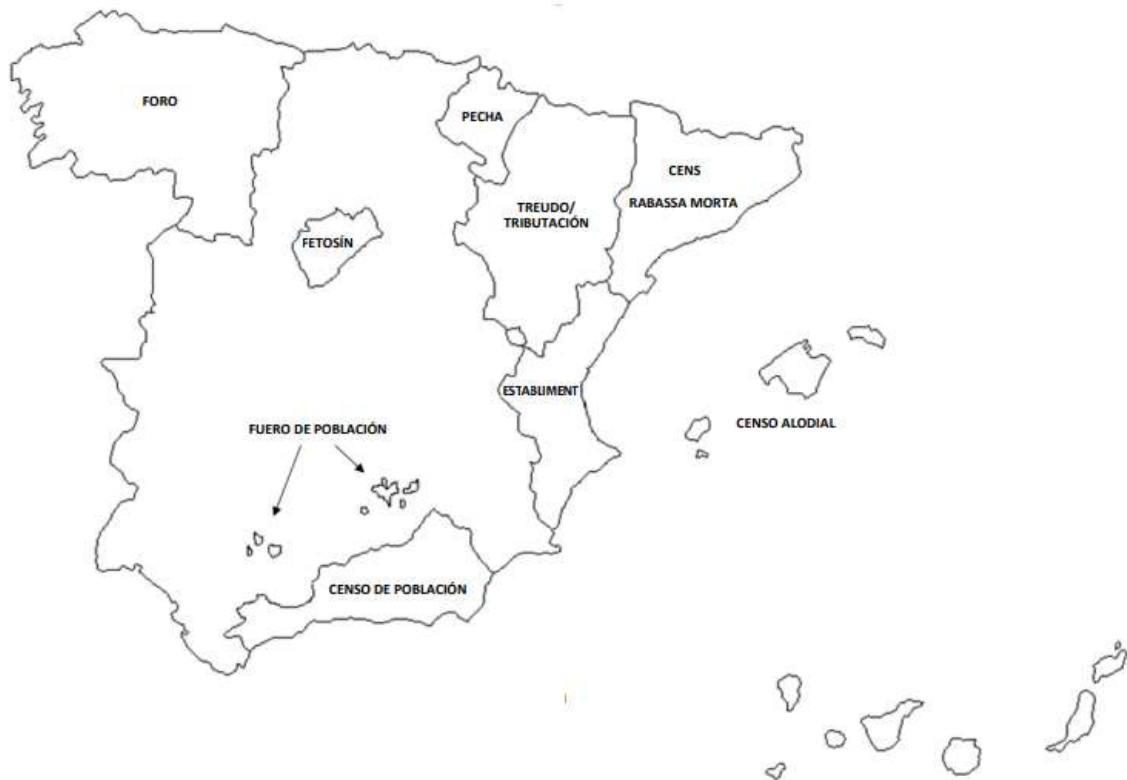 FORO
PECHA
CENS
RABASSA MORTA
TREUDO/
TRIBUTACIÓN
FETOSÍN
ESTABLIMENT
CENSO ALODIAL
FUERO DE POBLACIÓN
CENSO DE POBLACIÓN